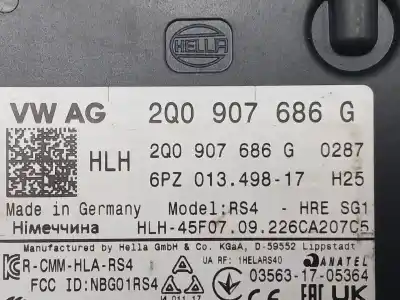 HELLA
VW AG 2Q0 907 686 G
HLH 2Q0 907 686 G 0287
6PZ 013.498-17 H25
Made in Germany Model:RS4 - HRE SG1
Німеччина HLH-45F07.09.226CA207C5
Manufactured by Hella GmbH & Co. KGaA, D-59552 Lippstadt
R-CMM-HLA-RS4 UA RF: 1HELARS40 ANATEL
FCC ID:NBG01RS4 03563-17-05364